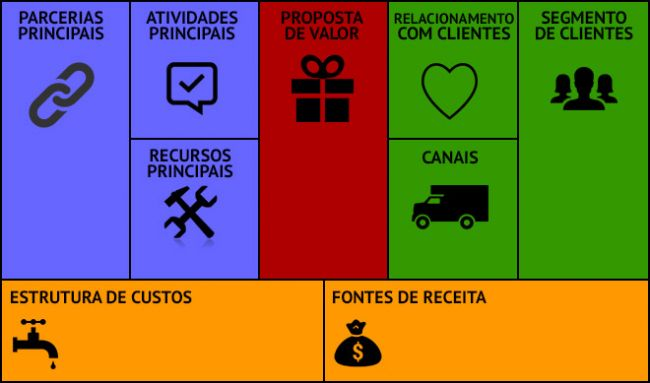 PARCERIAS
PRINCIPAIS
ATIVIDADES
PRINCIPAIS
PROPOSTA
DE VALOR
RELACIONAMENTO
COM CLIENTES
SEGMENTO
DE CLIENTES
RECURSOS
PRINCIPAIS
CANAIS
ESTRUTURA DE CUSTOS
FONTES DE RECEITA
$